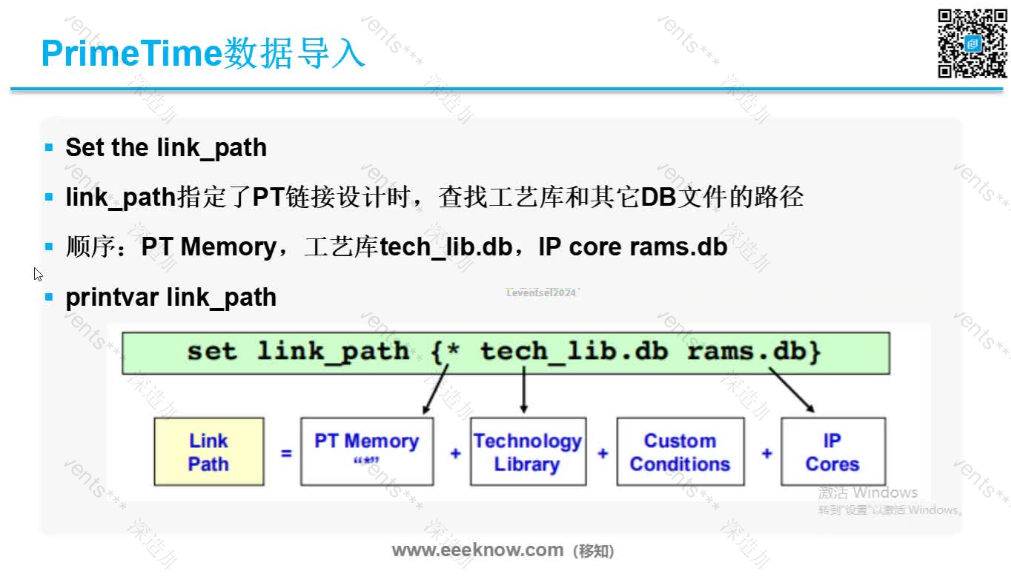 PrimeTime数据导入
Set the link_path
link_path指定了PT链接设计时，查找工艺库和其它DB文件的路径
顺序：PT Memory，工艺库tech_lib.db，IP core rams.db
printvar link_path
set link_path {* tech_lib.db rams.db}
Link Path = PT Memory “*” + Technology Library + Custom Conditions + IP Cores
激活 Windows
转到“设置”以激活 Windows。
www.eeeknow.com（移知）